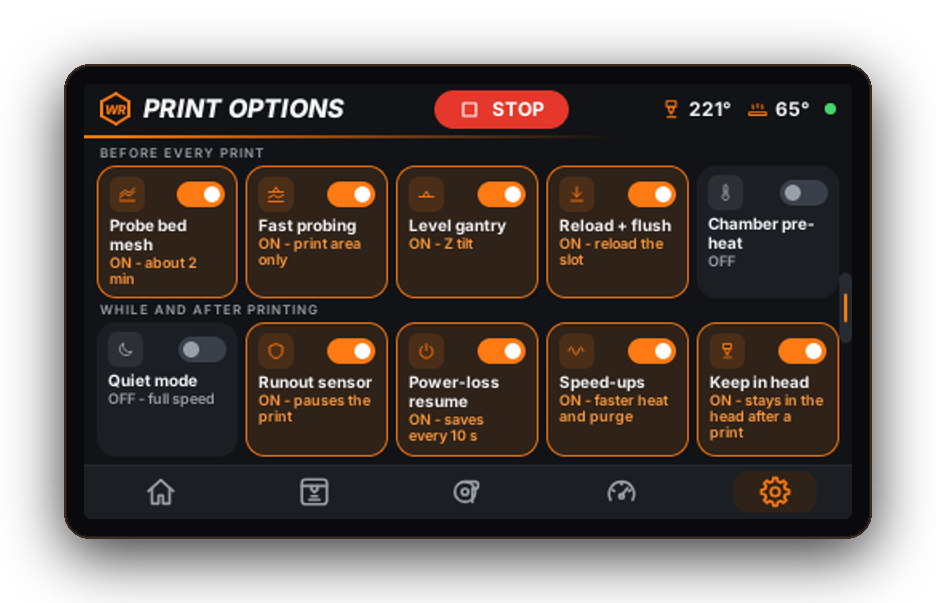 WR PRINT OPTIONS
STOP
221° 65°
BEFORE EVERY PRINT
Probe bed
mesh
ON - about 2
min
Fast probing
ON - print area
only
Level gantry
ON - Z tilt
Reload + flush
ON - reload the
slot
Chamber pre-
heat
OFF
WHILE AND AFTER PRINTING
Quiet mode
OFF - full speed
Runout sensor
ON - pauses the
print
Power-loss
resume
ON - saves
every 10 s
Speed-ups
ON - faster heat
and purge
Keep in head
ON - stays in the
head after a
print